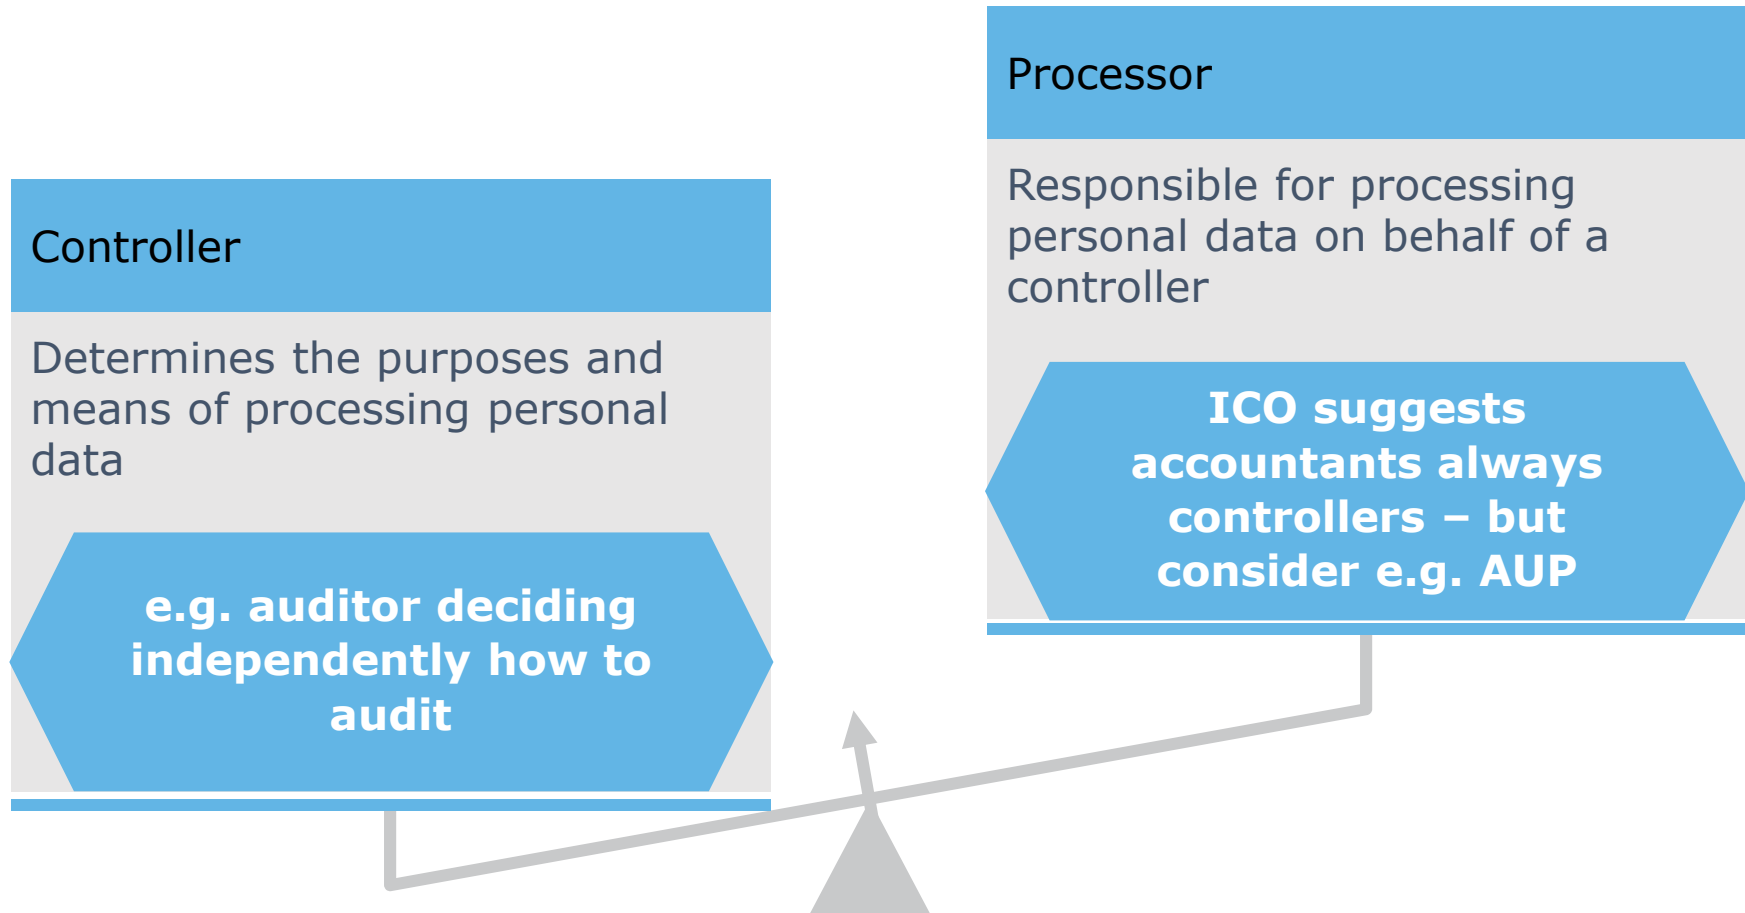 Controller
Determines the purposes and
means of processing personal
data
e.g. auditor deciding
independently how to
audit
Processor
Responsible for processing
personal data on behalf of a
controller
ICO suggests
accountants always
controllers – but
consider e.g. AUP